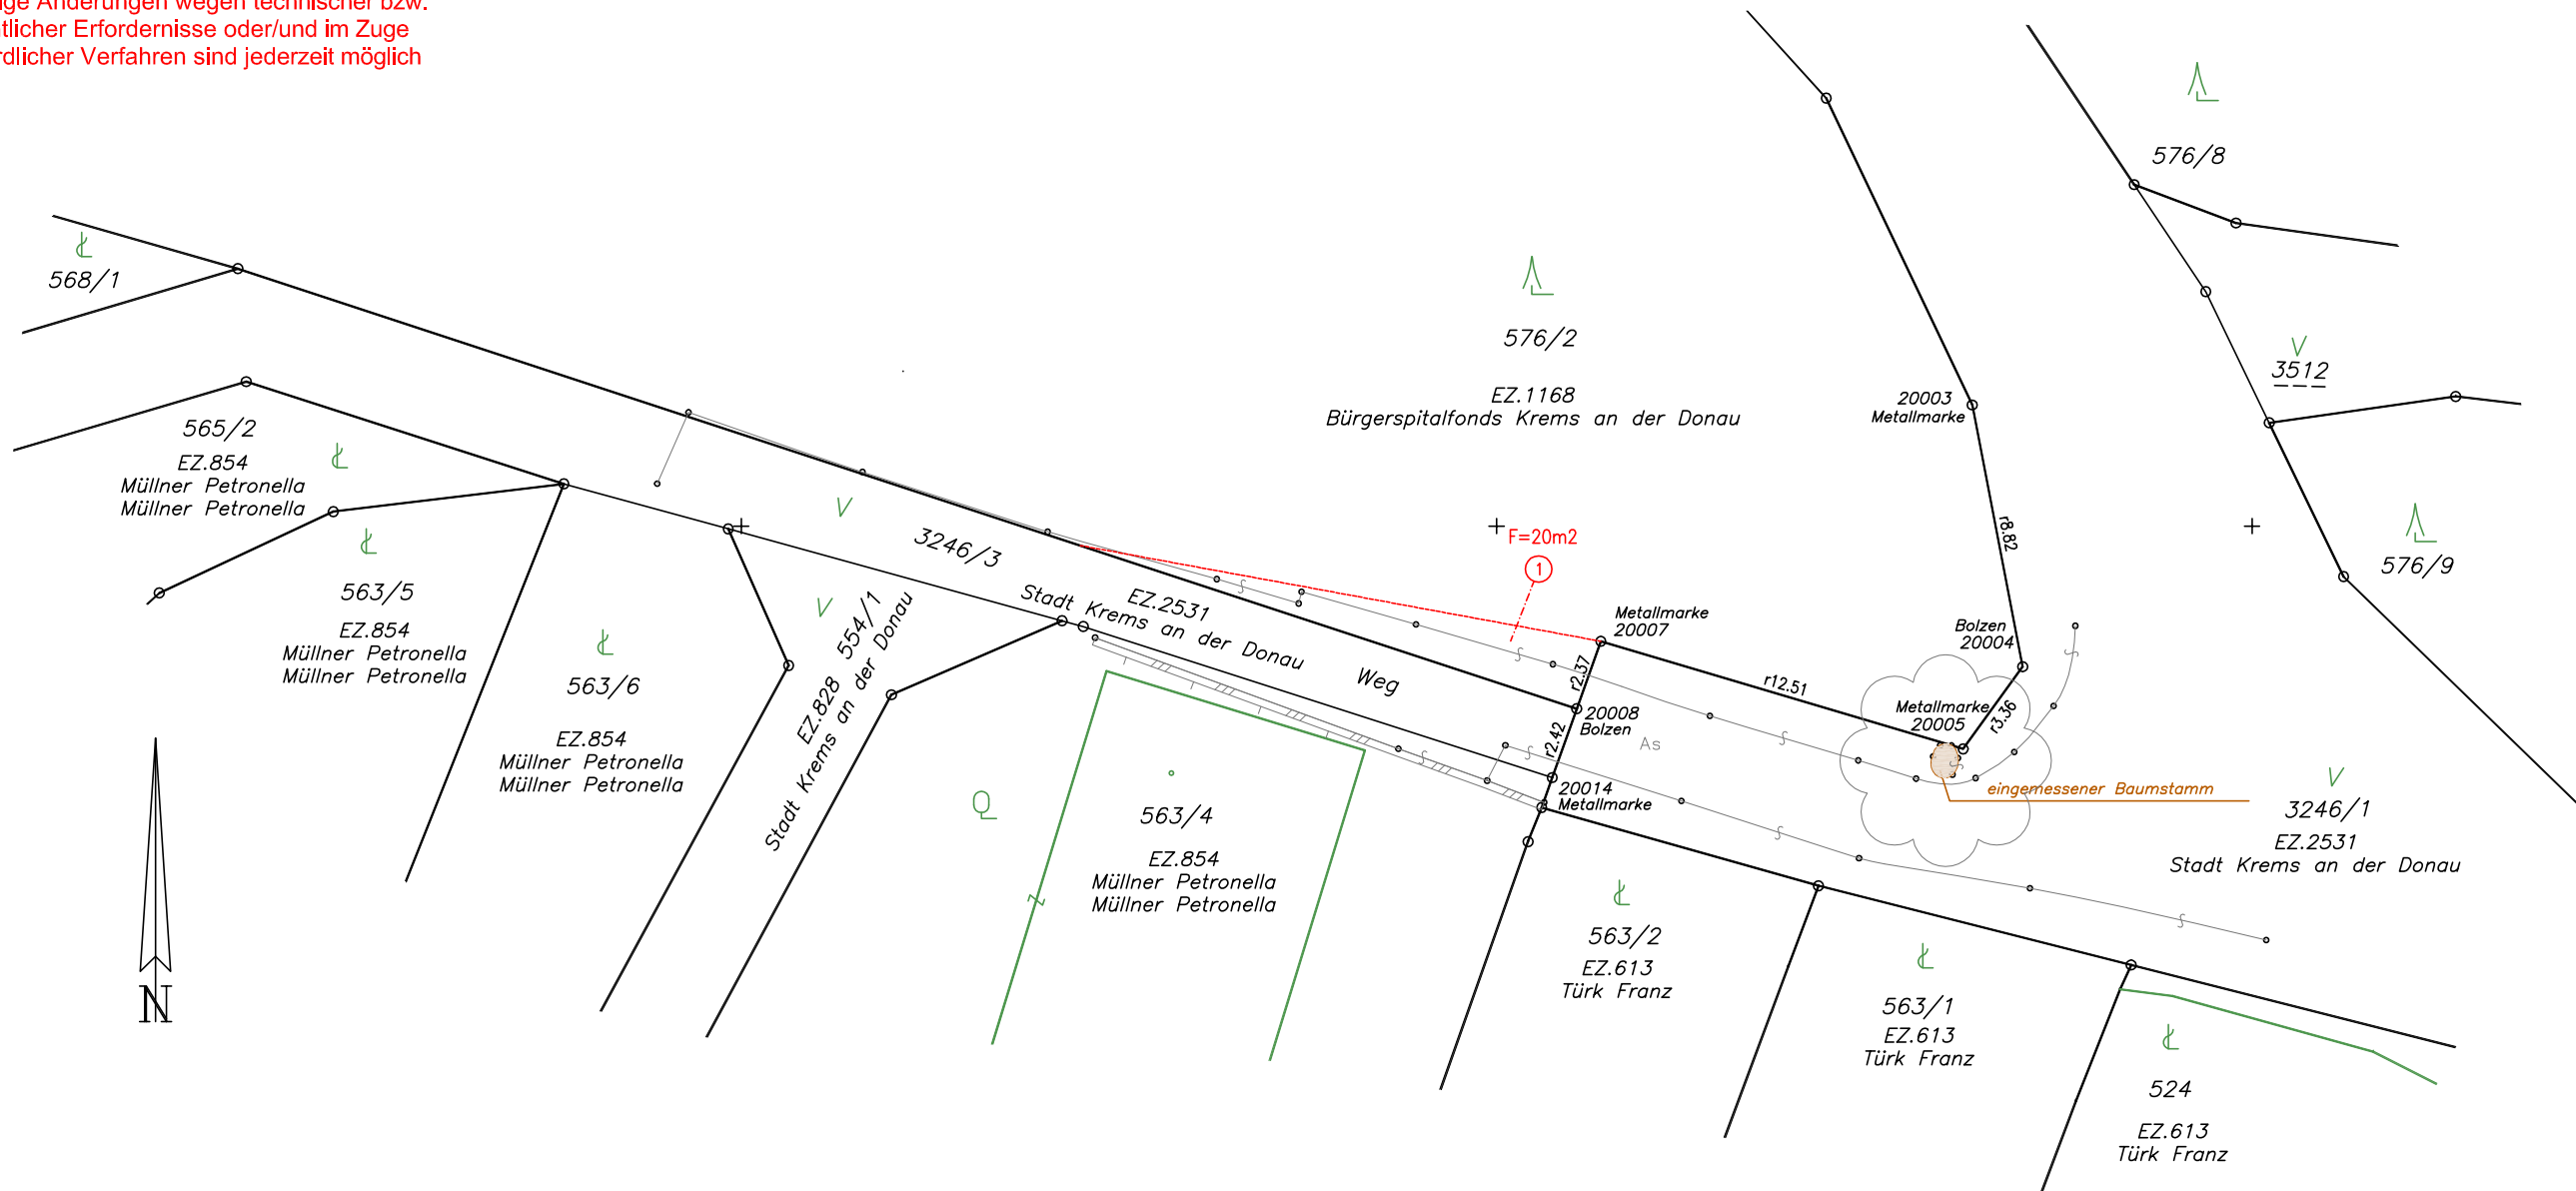 ge Änderungen wegen technischer bzw.
tlicher Erfordernisse oder/und im Zuge
rdlicher Verfahren sind jederzeit möglich
576/8
568/1
576/2
EZ.1168
Bürgerspitalfonds Krems an der Donau
20003
Metallmarke
3512
565/2
EZ.854
Müllner Petronella
Müllner Petronella
563/5
EZ.854
Müllner Petronella
Müllner Petronella
563/6
EZ.854
Müllner Petronella
Müllner Petronella
EZ.828 554/1
Stadt Krems an der Donau
V
V
V
V
3246/3
EZ.2531
Stadt Krems an der Donau
Weg
F=20m2
1
Metallmarke
20007
r2.37
r12.51
r8.82
576/9
Bolzen
20004
Metallmarke
20005
r3.36
20008
Bolzen
r2.42
As
20014
Metallmarke
eingemessener Baumstamm
3246/1
EZ.2531
Stadt Krems an der Donau
563/4
EZ.854
Müllner Petronella
Müllner Petronella
563/2
EZ.613
Türk Franz
563/1
EZ.613
Türk Franz
524
EZ.613
Türk Franz
N